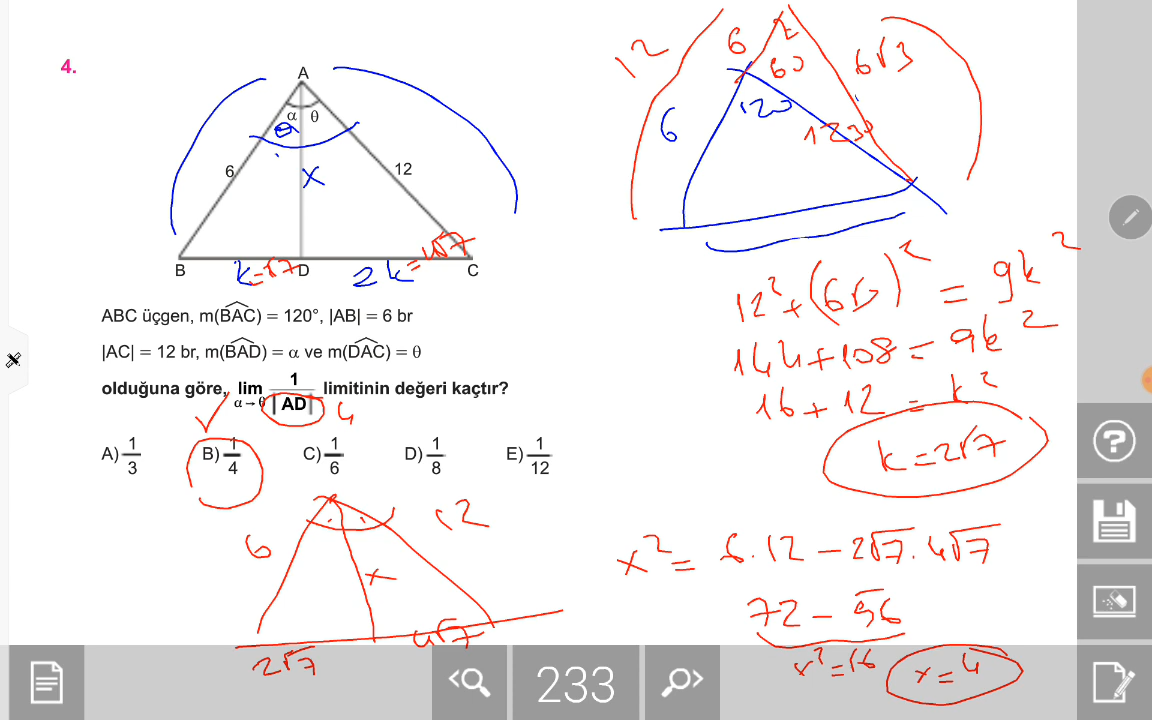 4.
A
α θ
θ
6
x
12
B
k=√7
D
2k=4√7
C
ABC üçgen, m(BAC) = 120°, |AB| = 6 br
|AC| = 12 br, m(BAD) = α ve m(DAC) = θ
olduğuna göre, lim α→θ 1/|AD| limitinin değeri kaçtır?
4
A) 1/3 B) 1/4 C) 1/6 D) 1/8 E) 1/12
6
12
x
2√7
4√7
12
6
60
6√3
6
120
12
12² + (6√3)² = 9k²
144+108 = 9k²
16+12 = k²
k=2√7
x² = 6.12 − 2√7.4√7
72 − 56
x²=16
x=4
233